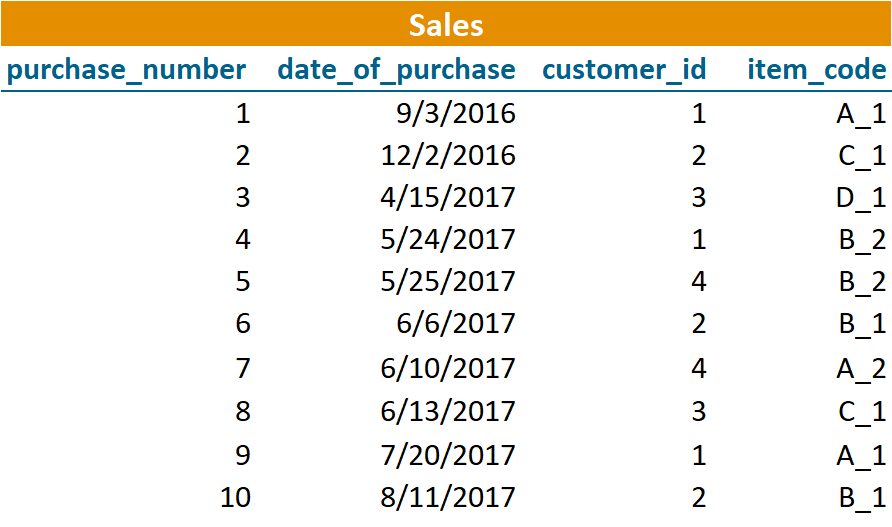 Sales
purchase_number date_of_purchase customer_id item_code
1 9/3/2016 1 A_1
2 12/2/2016 2 C_1
3 4/15/2017 3 D_1
4 5/24/2017 1 B_2
5 5/25/2017 4 B_2
6 6/6/2017 2 B_1
7 6/10/2017 4 A_2
8 6/13/2017 3 C_1
9 7/20/2017 1 A_1
10 8/11/2017 2 B_1